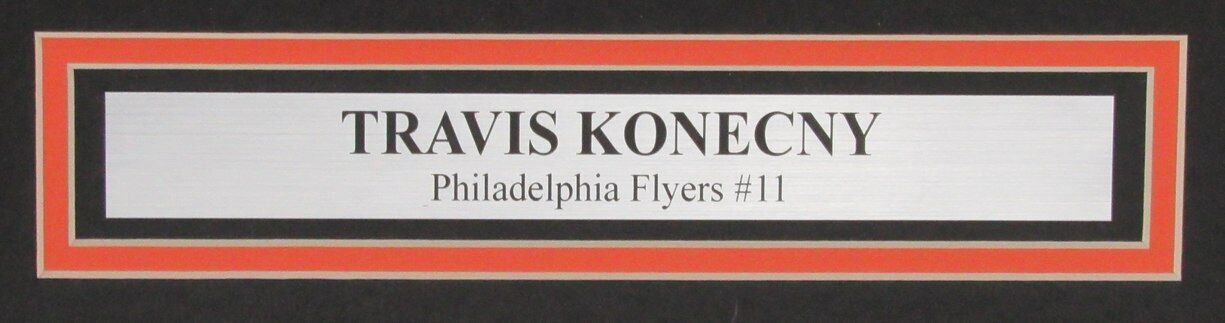 TRAVIS KONECNY
Philadelphia Flyers #11